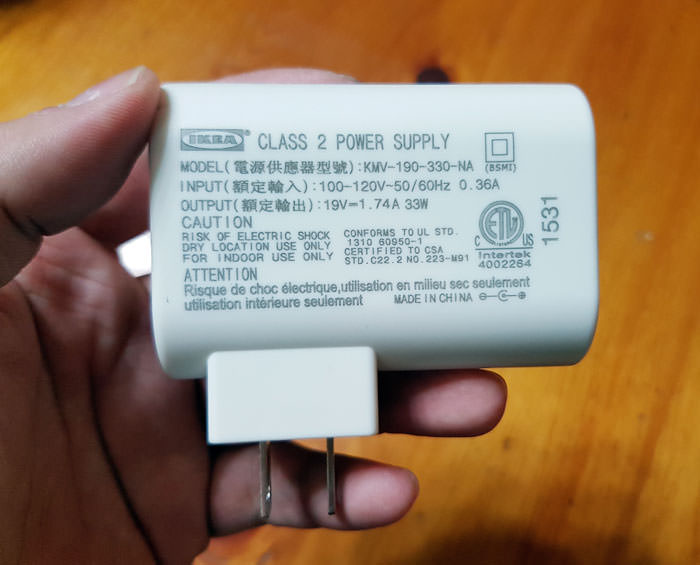 IKEA CLASS 2 POWER SUPPLY
MODEL(電源供應器型號):KMV-190-330-NA
(BSMI)
INPUT(額定輸入):100-120V~50/60Hz 0.36A
OUTPUT(額定輸出):19V⎓1.74A 33W
CAUTION
RISK OF ELECTRIC SHOCK
DRY LOCATION USE ONLY
FOR INDOOR USE ONLY
CONFORMS TO UL STD.
1310 60950-1
CERTIFIED TO CSA
STD.C22.2 NO.223-M91
ETL
C US
Intertek
4002264
1531
ATTENTION
Risque de choc électrique,utilisation en milieu sec seulement
utilisation intérieure seulement
MADE IN CHINA